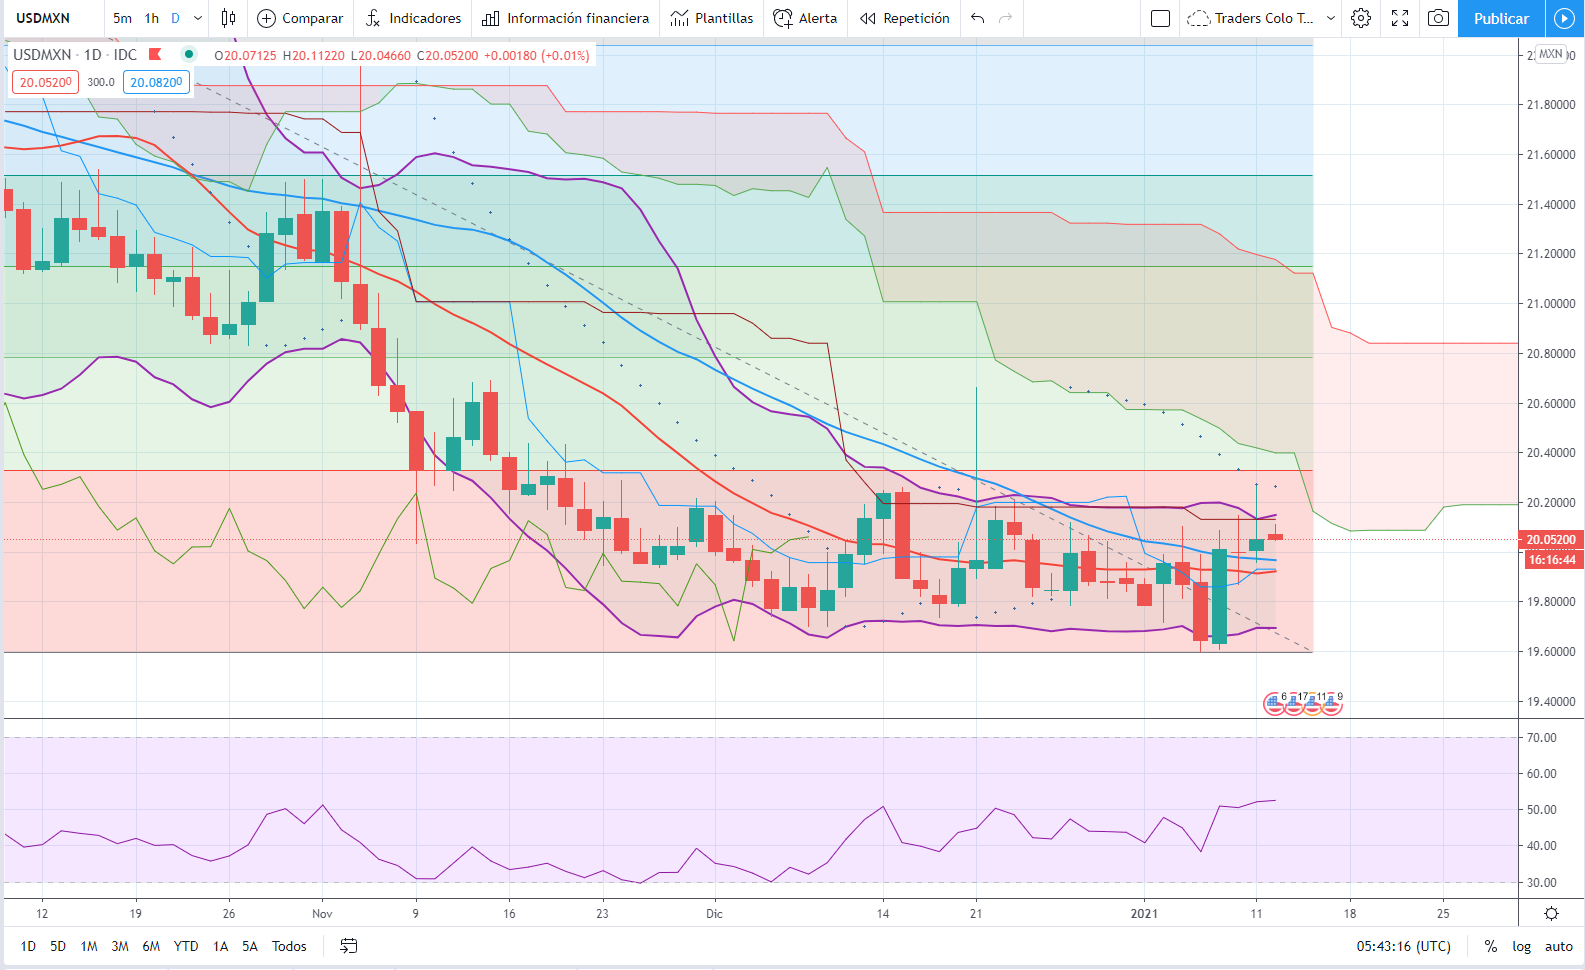 USDMXN 5m 1h D Comparar Indicadores Información financiera Plantillas Alerta Repetición Traders Colo T... Publicar
USDMXN · 1D · IDC O20.07125 H20.11220 L20.04660 C20.05200 +0.00180 (+0.01%)
20.05200 300.0 20.08200
MXN
21.80000
21.60000
21.40000
21.20000
21.00000
20.80000
20.60000
20.40000
20.20000
20.05200
16:16:44
19.80000
19.60000
19.40000
6 17 11 9
70.00
60.00
50.00
40.00
30.00
12 19 26 Nov 9 16 23 Dic 14 21 2021 11 18 25
1D 5D 1M 3M 6M YTD 1A 5A Todos 05:43:16 (UTC) % log auto